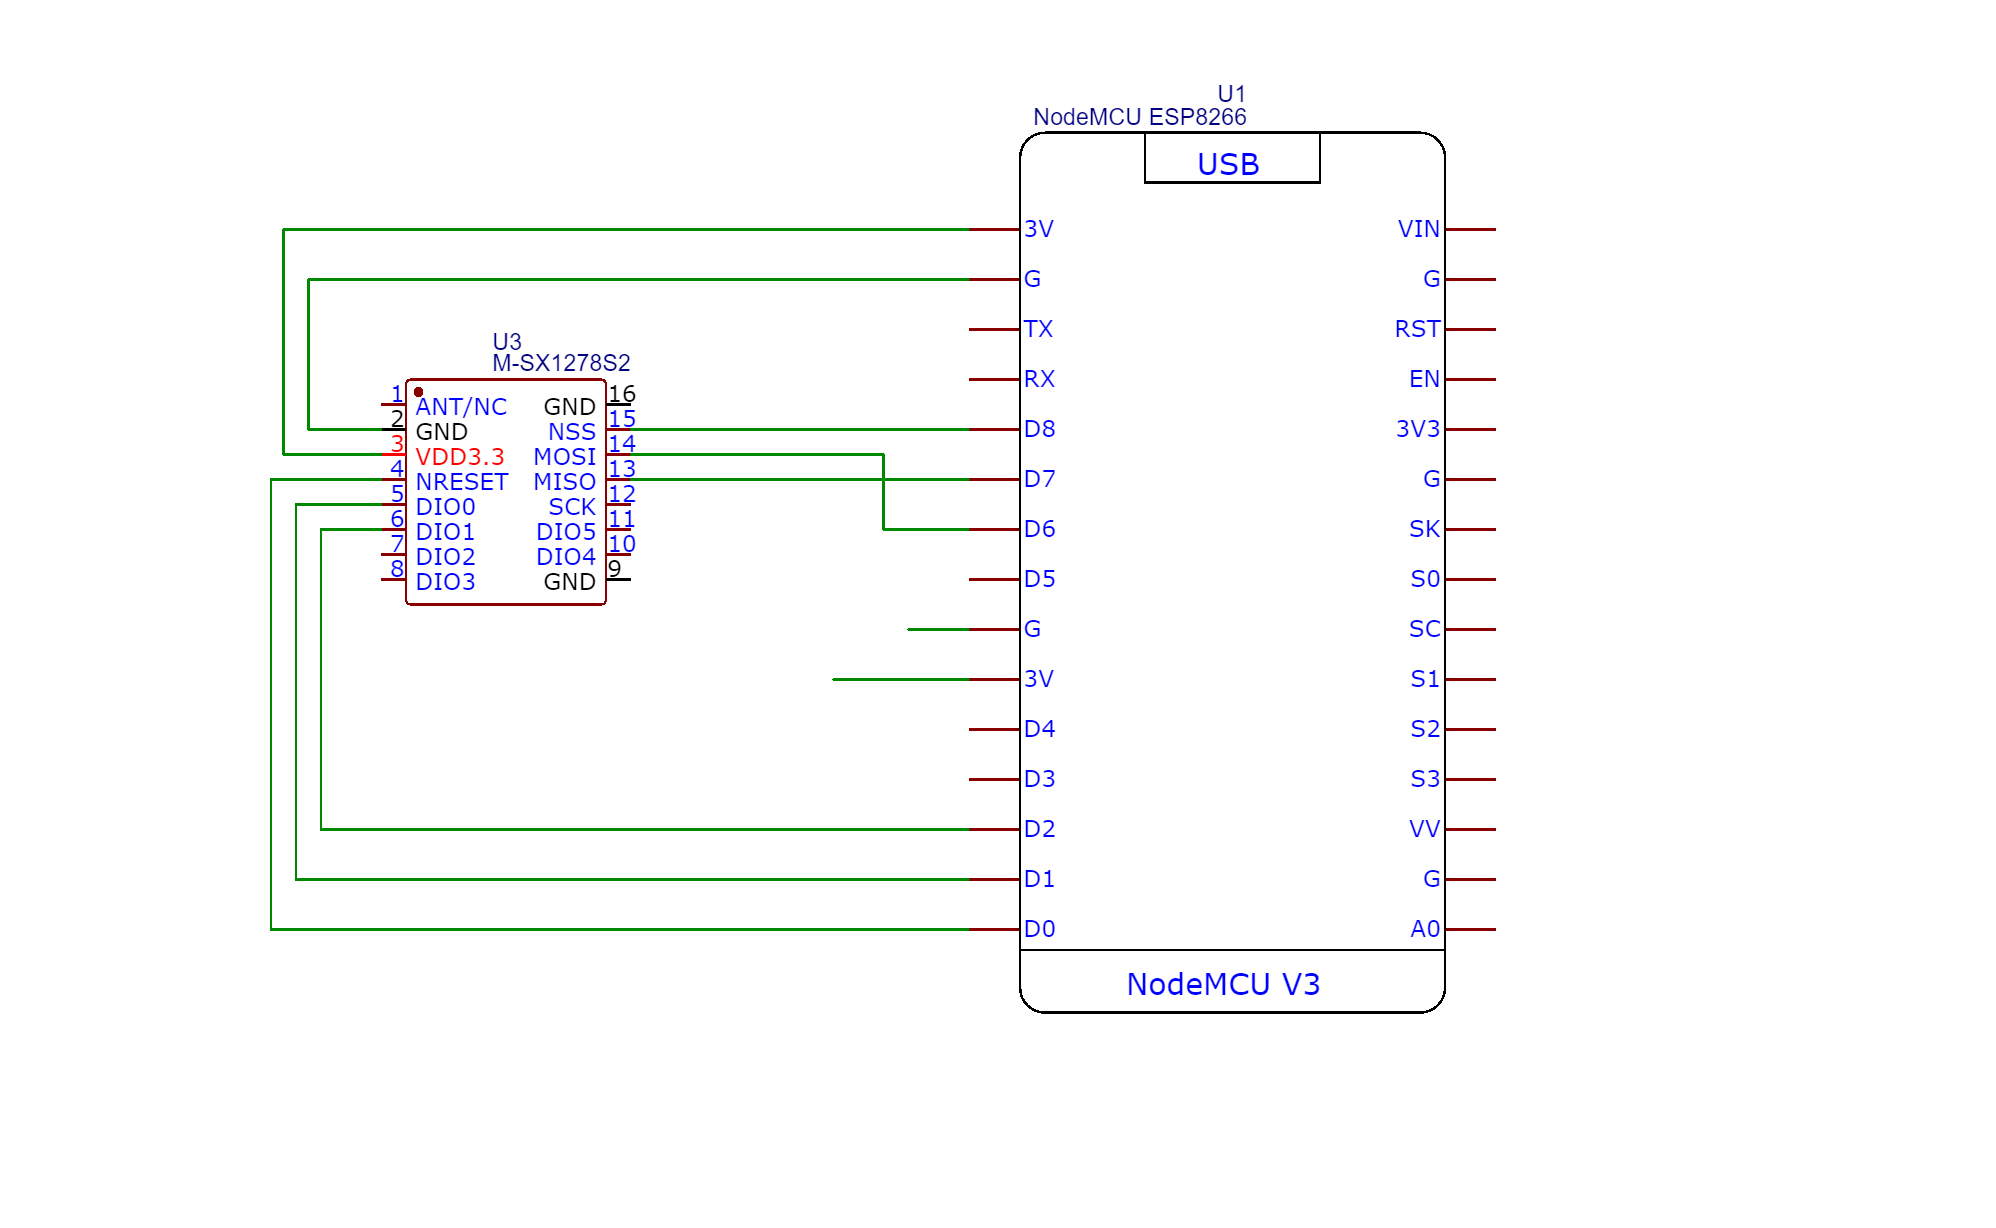 U1
NodeMCU ESP8266
USB
3V VIN
G G
TX RST
U3
M-SX1278S2
RX EN
1 ANT/NC GND 16
2 GND NSS 15
D8 3V3
3 VDD3.3 MOSI 14
4 NRESET MISO 13
D7 G
5 DIO0 SCK 12
6 DIO1 DIO5 11
D6 SK
7 DIO2 DIO4 10
8 DIO3 GND 9
D5 S0
G SC
3V S1
D4 S2
D3 S3
D2 VV
D1 G
D0 A0
NodeMCU V3